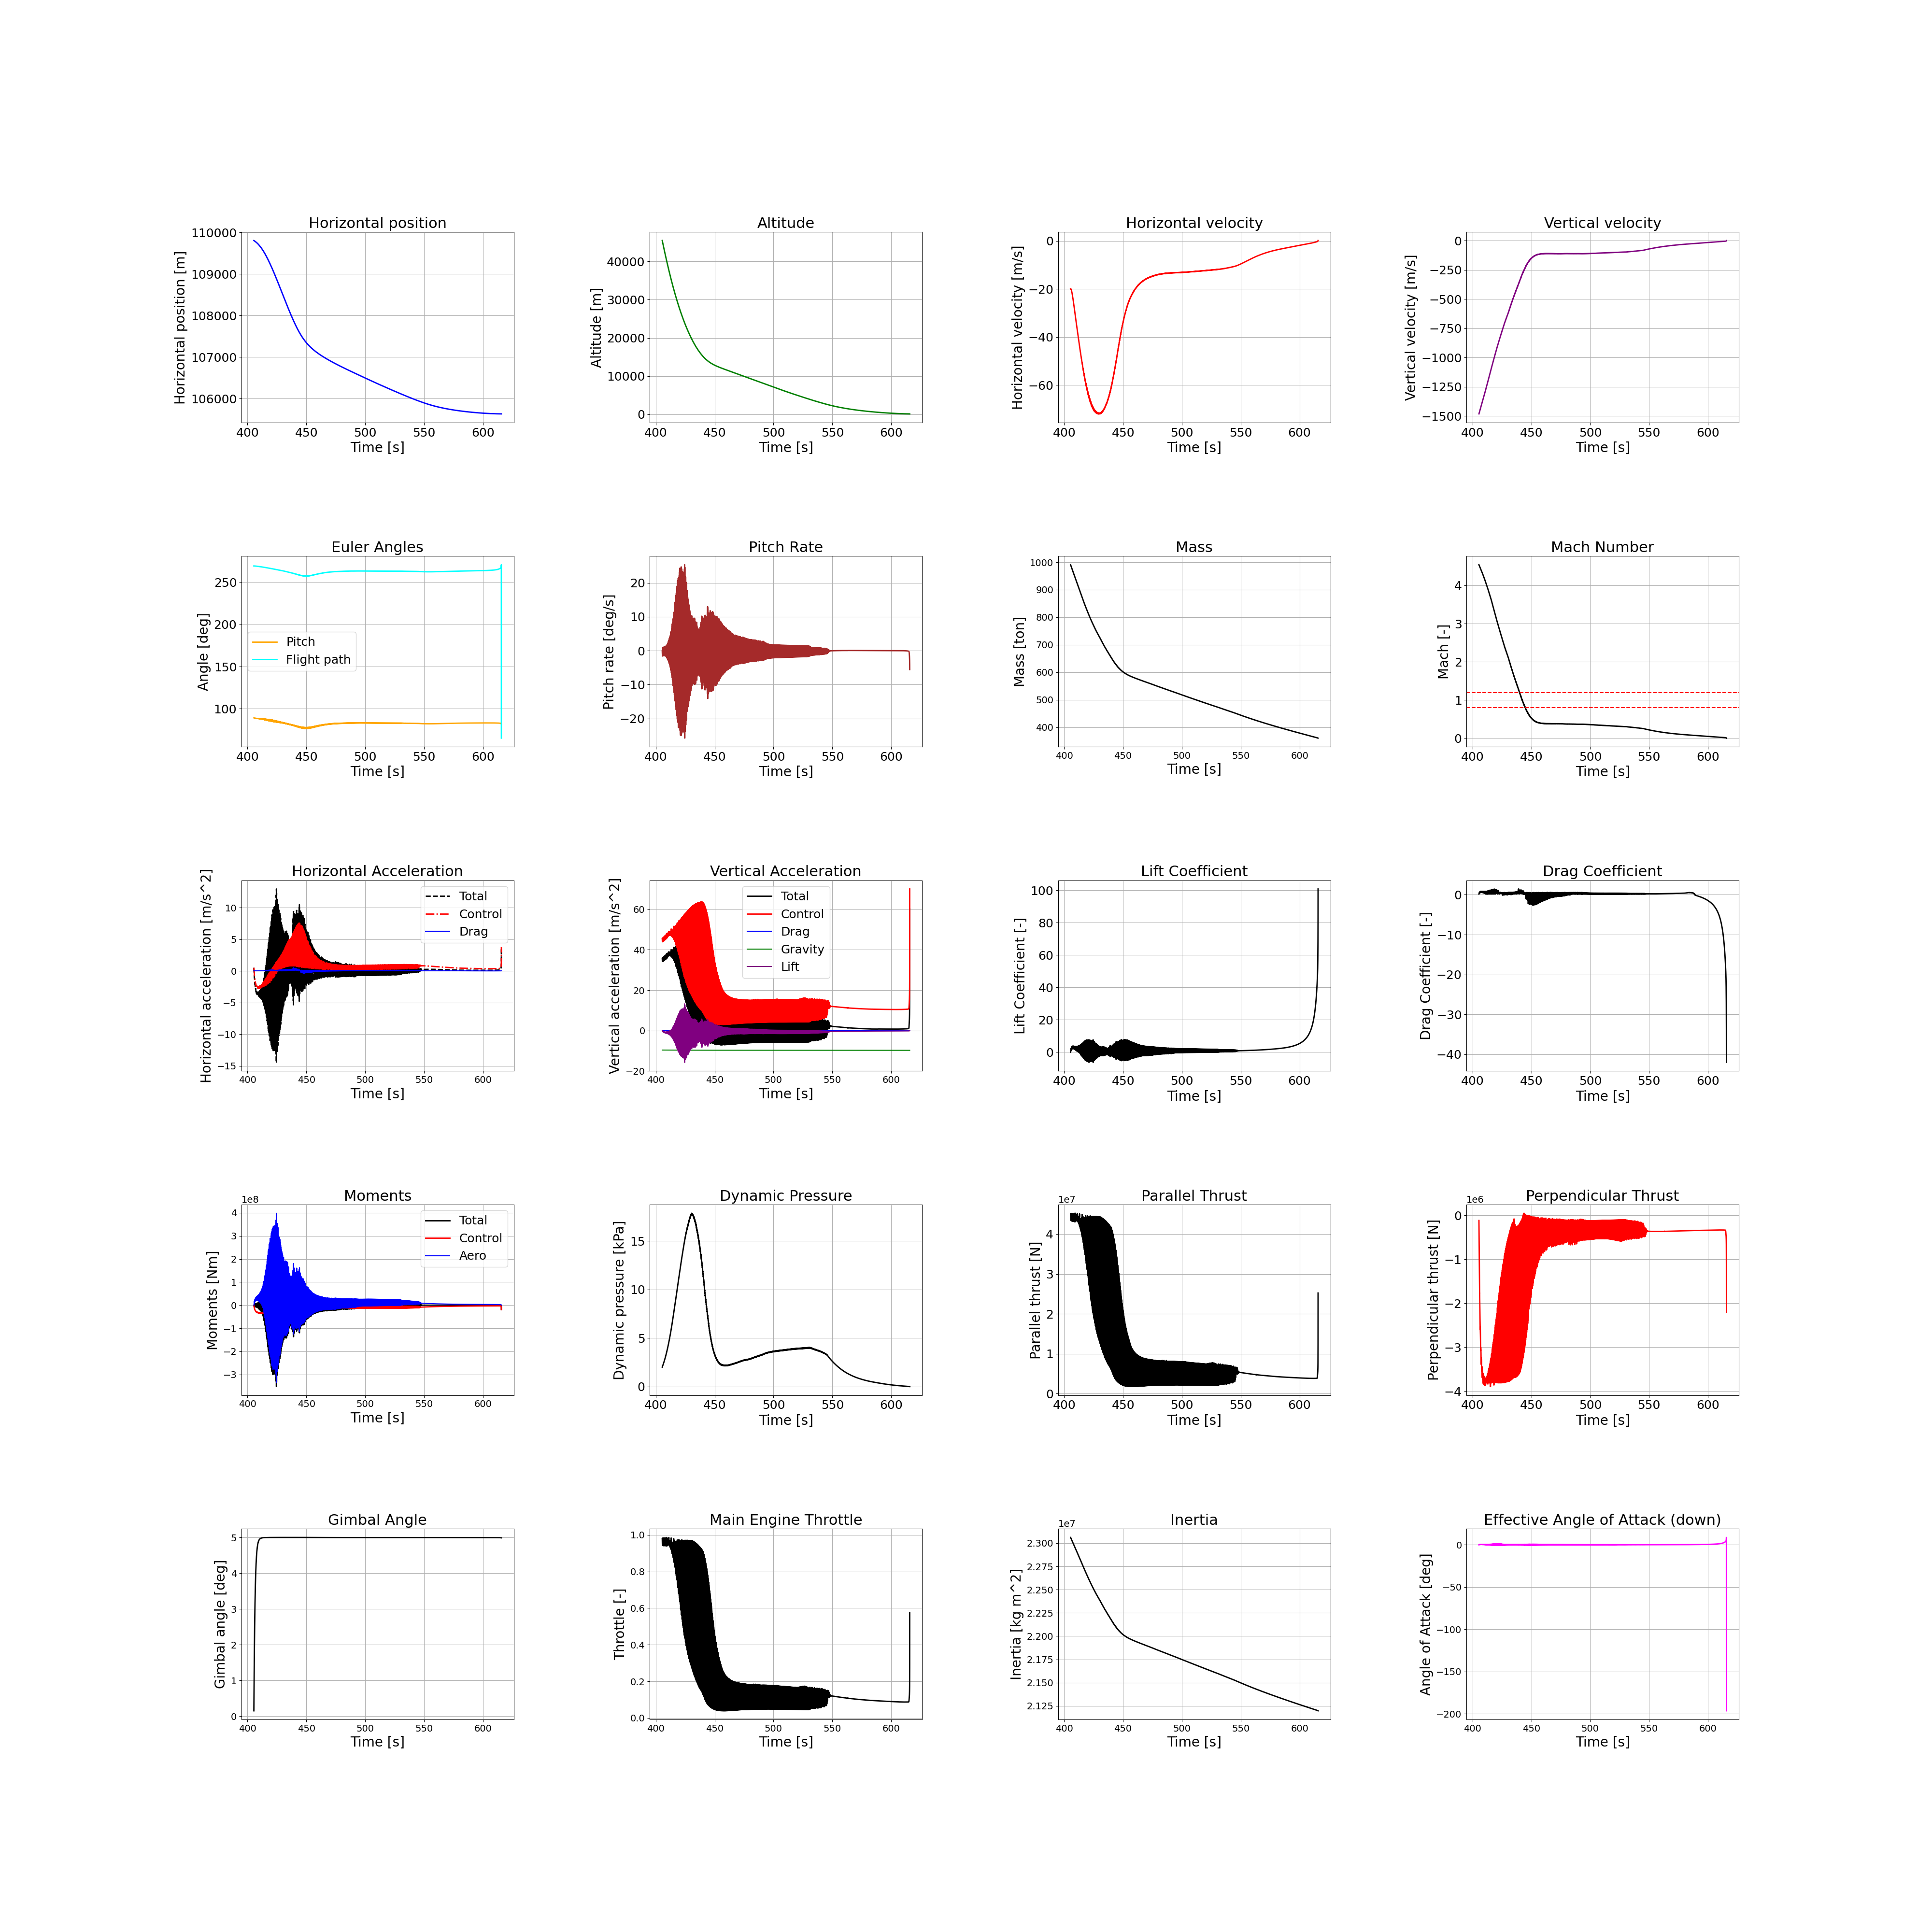 Horizontal position
Horizontal position [m]
110000
109000
108000
107000
106000
400 450 500 550 600
Time [s]
Altitude
Altitude [m]
40000
30000
20000
10000
0
400 450 500 550 600
Time [s]
Horizontal velocity
Horizontal velocity [m/s]
0
−20
−40
−60
400 450 500 550 600
Time [s]
Vertical velocity
Vertical velocity [m/s]
0
−250
−500
−750
−1000
−1250
−1500
400 450 500 550 600
Time [s]
Euler Angles
Angle [deg]
250
200
150
100
Pitch
Flight path
400 450 500 550 600
Time [s]
Pitch Rate
Pitch rate [deg/s]
20
10
0
−10
−20
400 450 500 550 600
Time [s]
Mass
Mass [ton]
1000
900
800
700
600
500
400
400 450 500 550 600
Time [s]
Mach Number
Mach [-]
4
3
2
1
0
400 450 500 550 600
Time [s]
Horizontal Acceleration
Horizontal acceleration [m/s^2]
10
5
0
−5
−10
−15
Total
Control
Drag
400 450 500 550 600
Time [s]
Vertical Acceleration
Vertical acceleration [m/s^2]
60
40
20
0
−20
Total
Control
Drag
Gravity
Lift
400 450 500 550 600
Time [s]
Lift Coefficient
Lift Coefficient [-]
100
80
60
40
20
0
400 450 500 550 600
Time [s]
Drag Coefficient
Drag Coefficient [-]
0
−10
−20
−30
−40
400 450 500 550 600
Time [s]
Moments
1e8
Moments [Nm]
4
3
2
1
0
−1
−2
−3
Total
Control
Aero
400 450 500 550 600
Time [s]
Dynamic Pressure
Dynamic pressure [kPa]
15
10
5
0
400 450 500 550 600
Time [s]
Parallel Thrust
1e7
Parallel thrust [N]
4
3
2
1
0
400 450 500 550 600
Time [s]
Perpendicular Thrust
1e6
Perpendicular thrust [N]
0
−1
−2
−3
−4
400 450 500 550 600
Time [s]
Gimbal Angle
Gimbal angle [deg]
5
4
3
2
1
0
400 450 500 550 600
Time [s]
Main Engine Throttle
Throttle [-]
1.0
0.8
0.6
0.4
0.2
0.0
400 450 500 550 600
Time [s]
Inertia
1e7
Inertia [kg m^2]
2.300
2.275
2.250
2.225
2.200
2.175
2.150
2.125
400 450 500 550 600
Time [s]
Effective Angle of Attack (down)
Angle of Attack [deg]
0
−50
−100
−150
−200
400 450 500 550 600
Time [s]